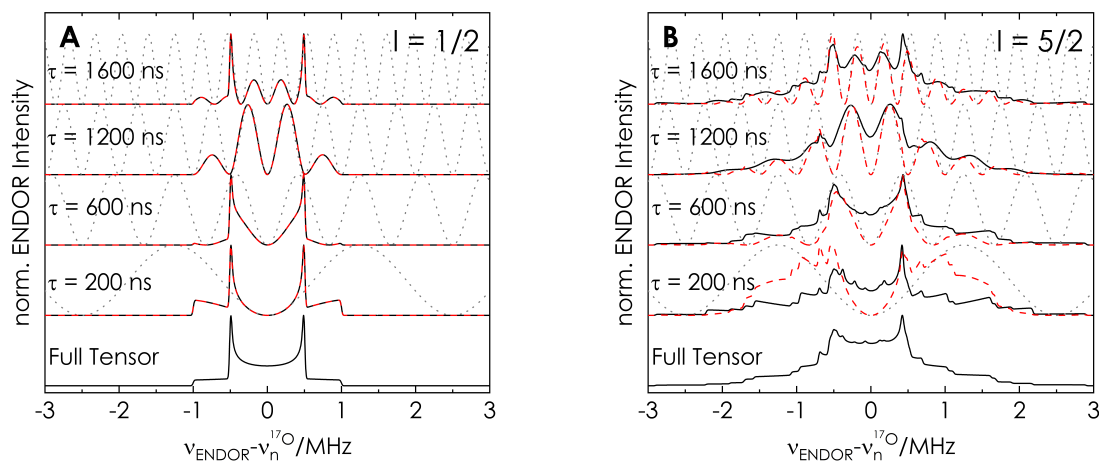 A
I = 1/2
τ = 1600 ns
τ = 1200 ns
τ = 600 ns
τ = 200 ns
Full Tensor
norm. ENDOR Intensity
-3 -2 -1 0 1 2 3
νENDOR-νn17O/MHz
B
I = 5/2
τ = 1600 ns
τ = 1200 ns
τ = 600 ns
τ = 200 ns
Full Tensor
norm. ENDOR Intensity
-3 -2 -1 0 1 2 3
νENDOR-νn17O/MHz